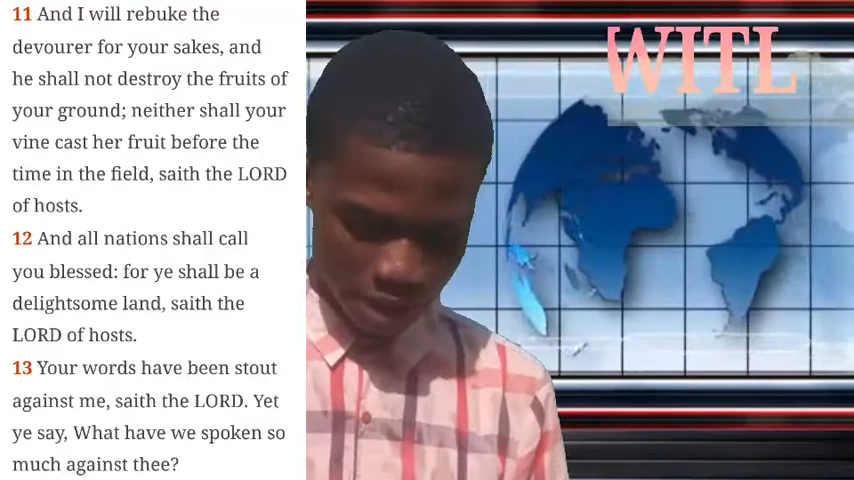 11 And I will rebuke the
devourer for your sakes, and
he shall not destroy the fruits of
your ground; neither shall your
vine cast her fruit before the
time in the field, saith the LORD
of hosts.
12 And all nations shall call
you blessed: for ye shall be a
delightsome land, saith the
LORD of hosts.
13 Your words have been stout
against me, saith the LORD. Yet
ye say, What have we spoken so
much against thee?
WITL